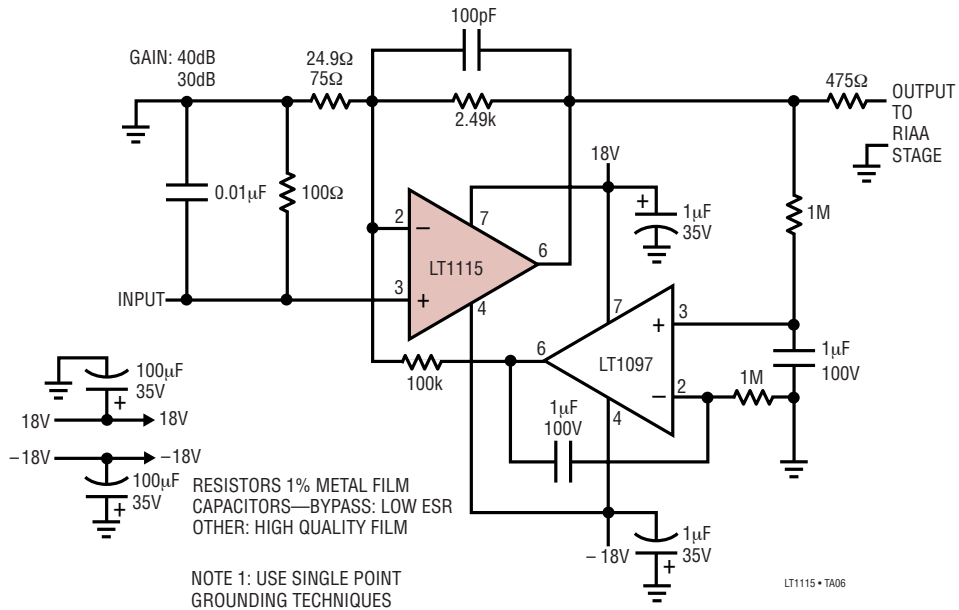 100pF
GAIN: 40dB
30dB
24.9Ω
75Ω
2.49k
475Ω
OUTPUT
TO
RIAA
STAGE
0.01µF
100Ω
18V
+
1µF
35V
1M
2
−
7
LT1115
6
3
+
4
INPUT
7
+
3
6
LT1097
−
2
4
1M
1µF
100V
100k
1µF
100V
100µF
35V
+
18V
18V
−18V
−18V
100µF
35V
+
RESISTORS 1% METAL FILM
CAPACITORS—BYPASS: LOW ESR
OTHER: HIGH QUALITY FILM
−18V
1µF
35V
+
NOTE 1: USE SINGLE POINT
GROUNDING TECHNIQUES
LT1115 • TA06